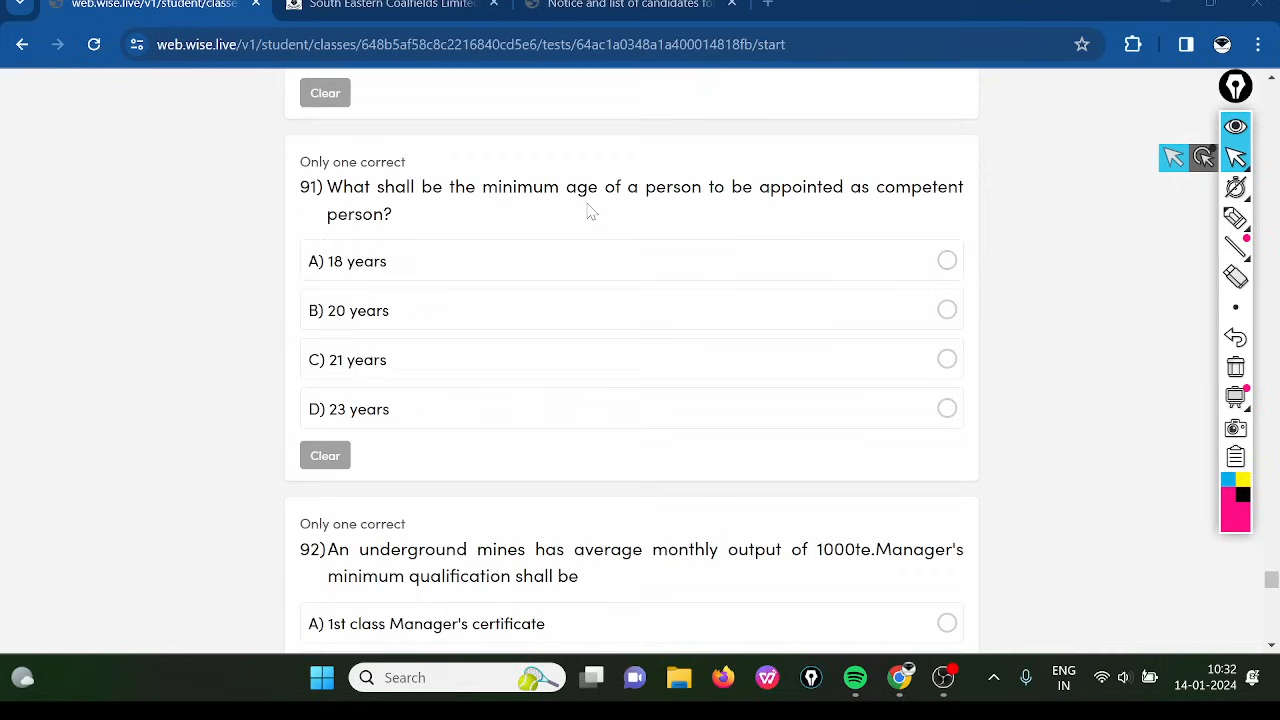 web.wise.live/v1/student/classe
South Eastern Coalfields Limite
Notice and list of candidates fo
web.wise.live/v1/student/classes/648b5af58c8c2216840cd5e6/tests/64ac1a0348a1a400014818fb/start
Clear
Only one correct
91) What shall be the minimum age of a person to be appointed as competent
person?
A) 18 years
B) 20 years
C) 21 years
D) 23 years
Clear
Only one correct
92)An underground mines has average monthly output of 1000te.Manager's
minimum qualification shall be
A) 1st class Manager's certificate
Search
ENG
IN
10:32
14-01-2024